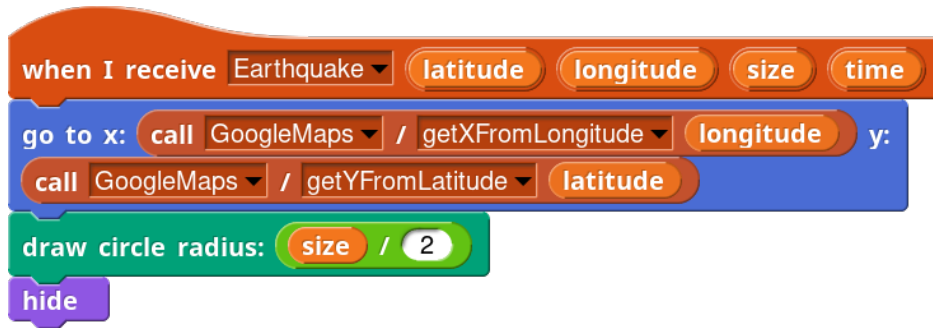 when I receive Earthquake latitude longitude size time
go to x: call GoogleMaps / getXFromLongitude longitude y:
call GoogleMaps / getYFromLatitude latitude
draw circle radius: size / 2
hide